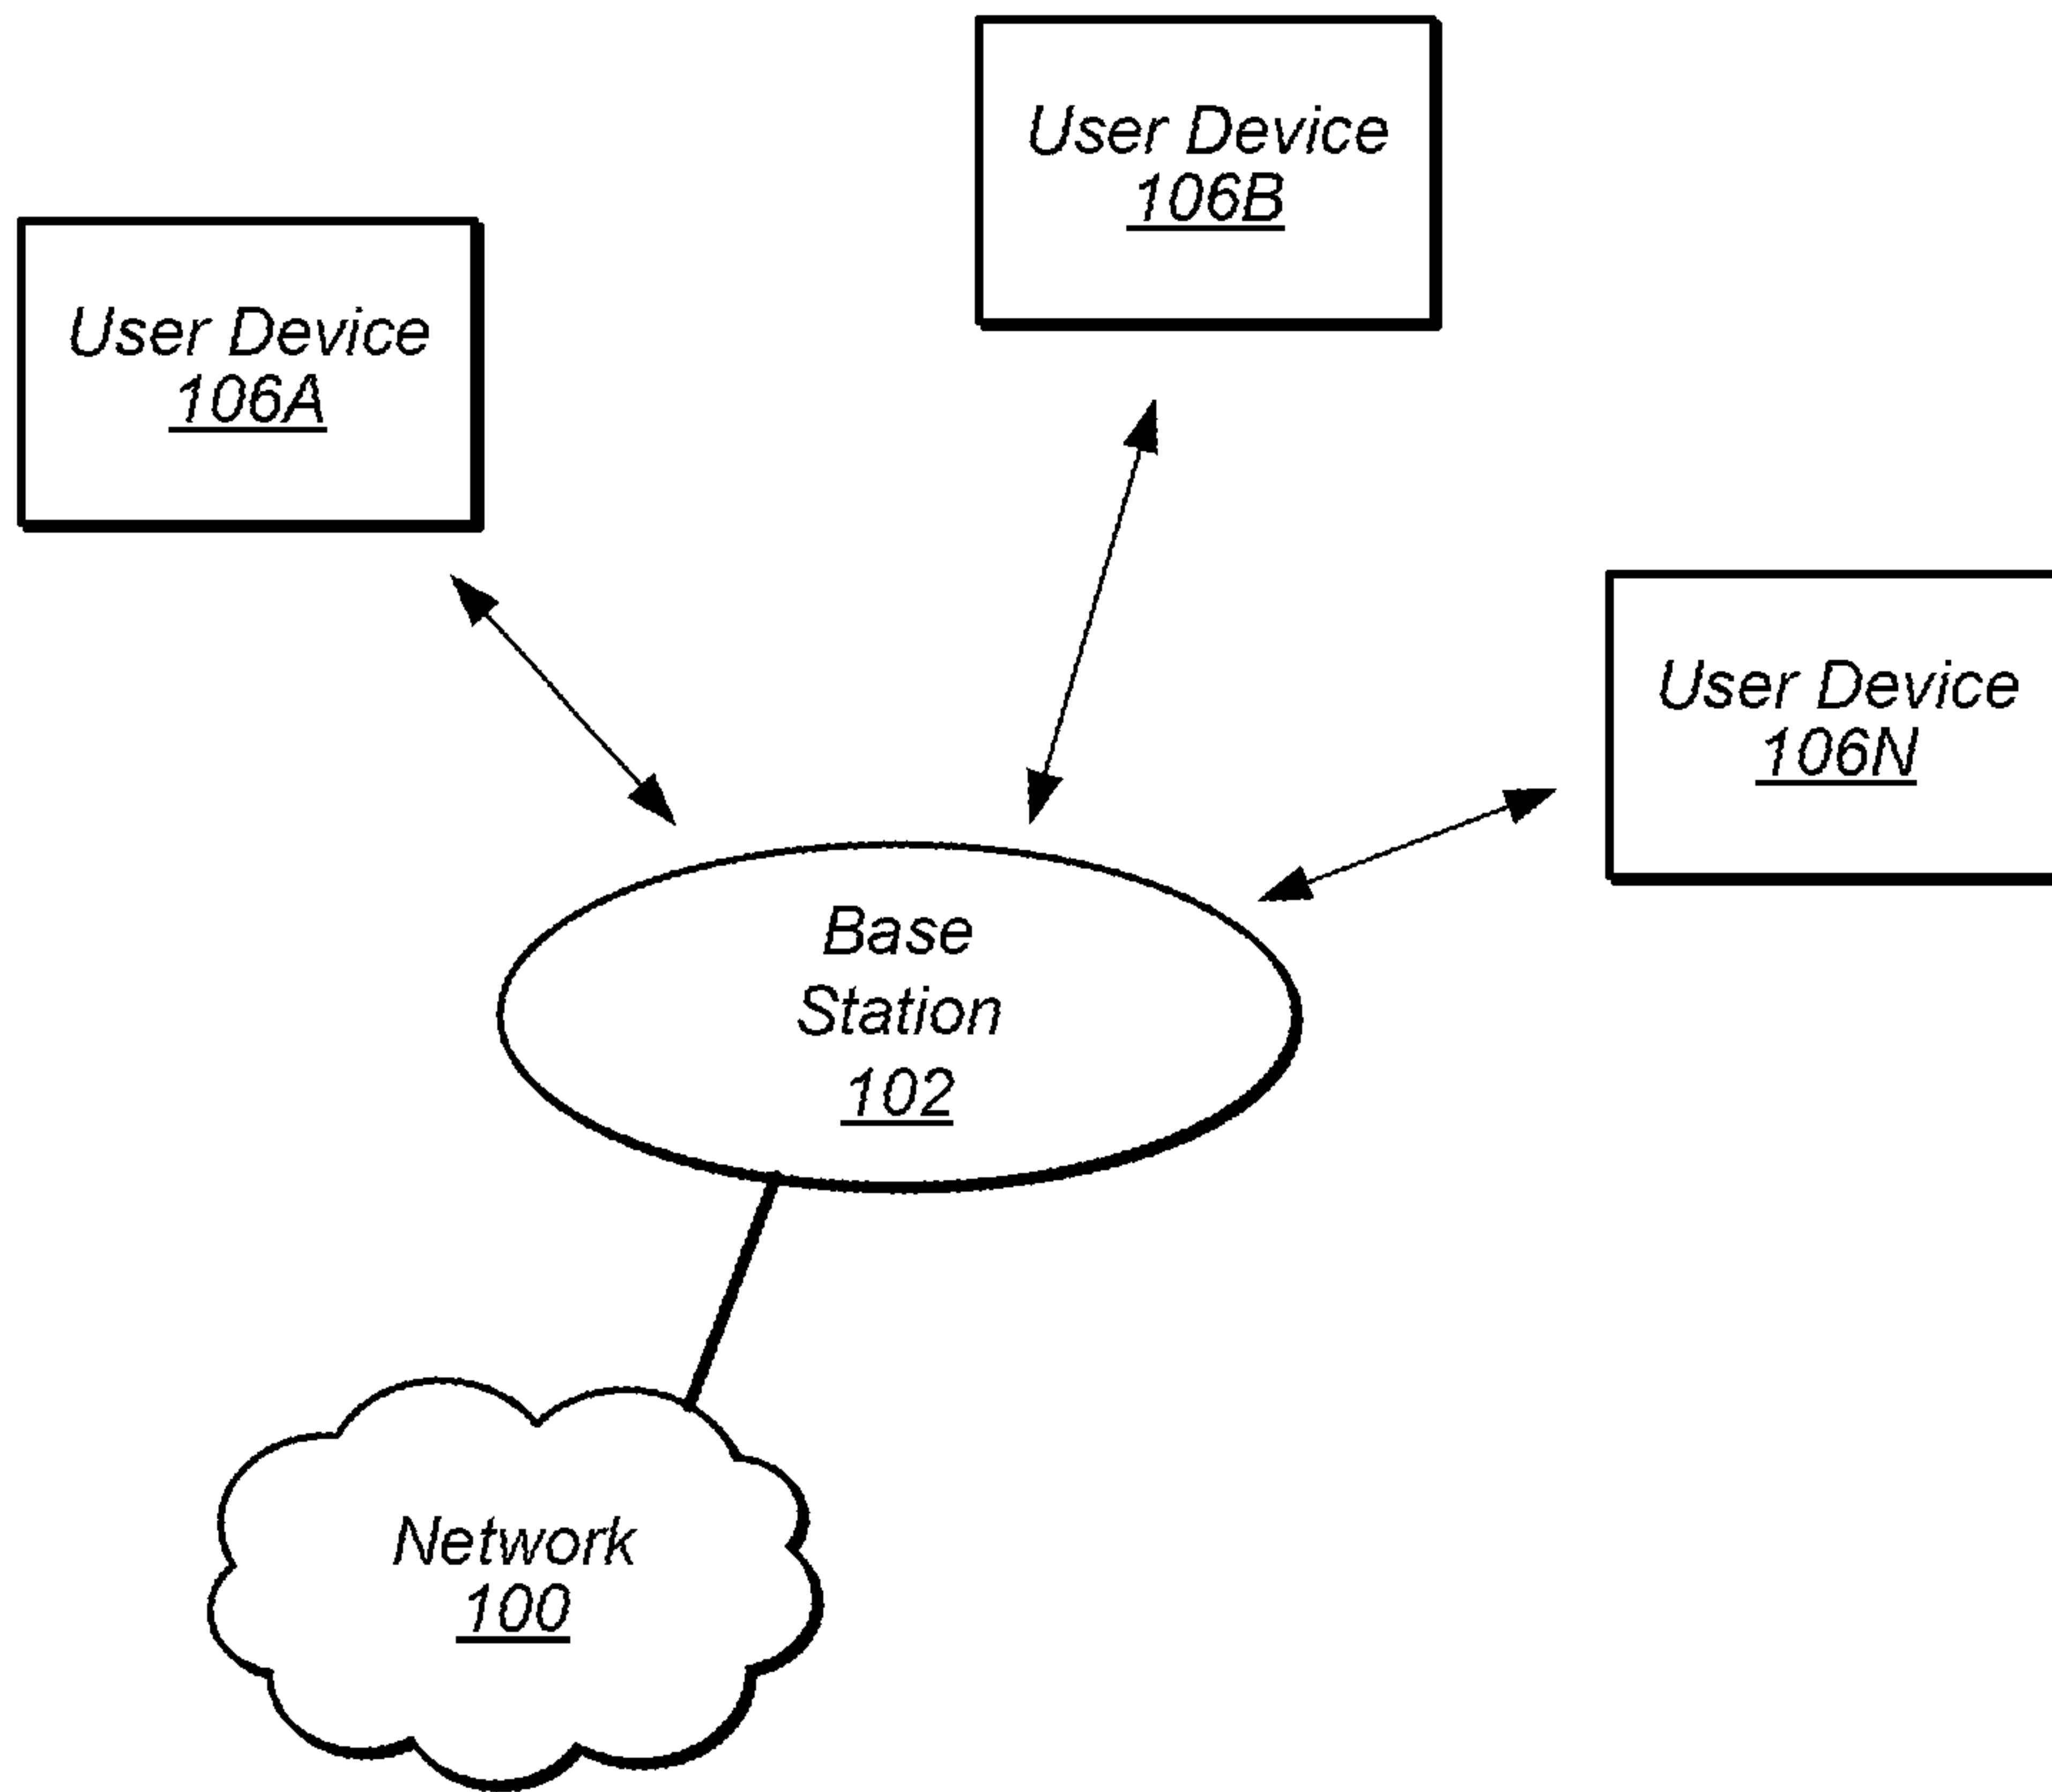 User Device
106B
User Device
106A
User Device
106N
Base
Station
102
Network
100